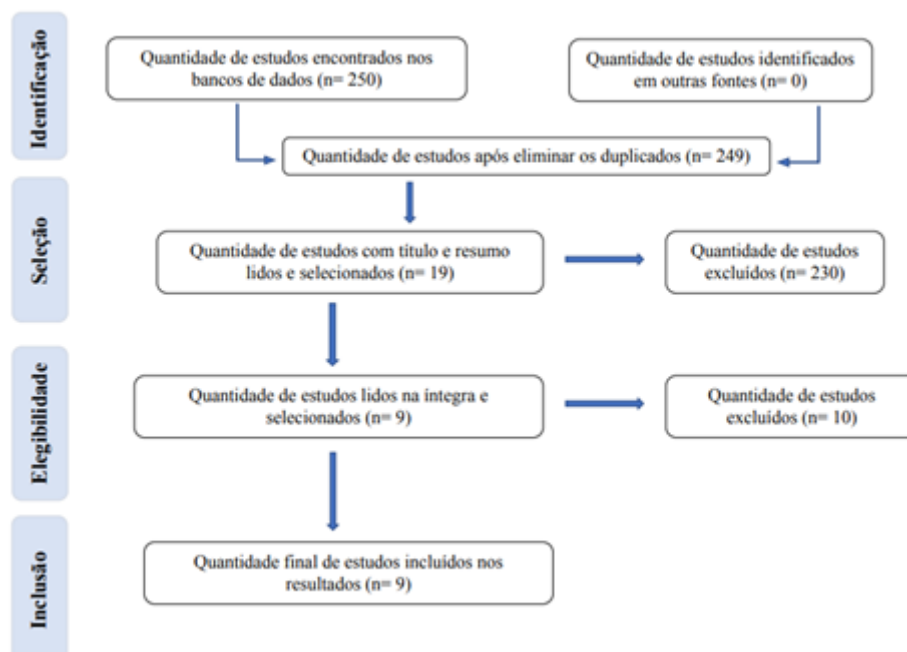 Identificação
Quantidade de estudos encontrados nos
bancos de dados (n= 250)
Quantidade de estudos identificados
em outras fontes (n= 0)
Quantidade de estudos após eliminar os duplicados (n= 249)
Seleção
Quantidade de estudos com título e resumo
lidos e selecionados (n= 19)
Quantidade de estudos
excluídos (n= 230)
Elegibilidade
Quantidade de estudos lidos na íntegra e
selecionados (n= 9)
Quantidade de estudos
excluídos (n= 10)
Inclusão
Quantidade final de estudos incluídos nos
resultados (n= 9)